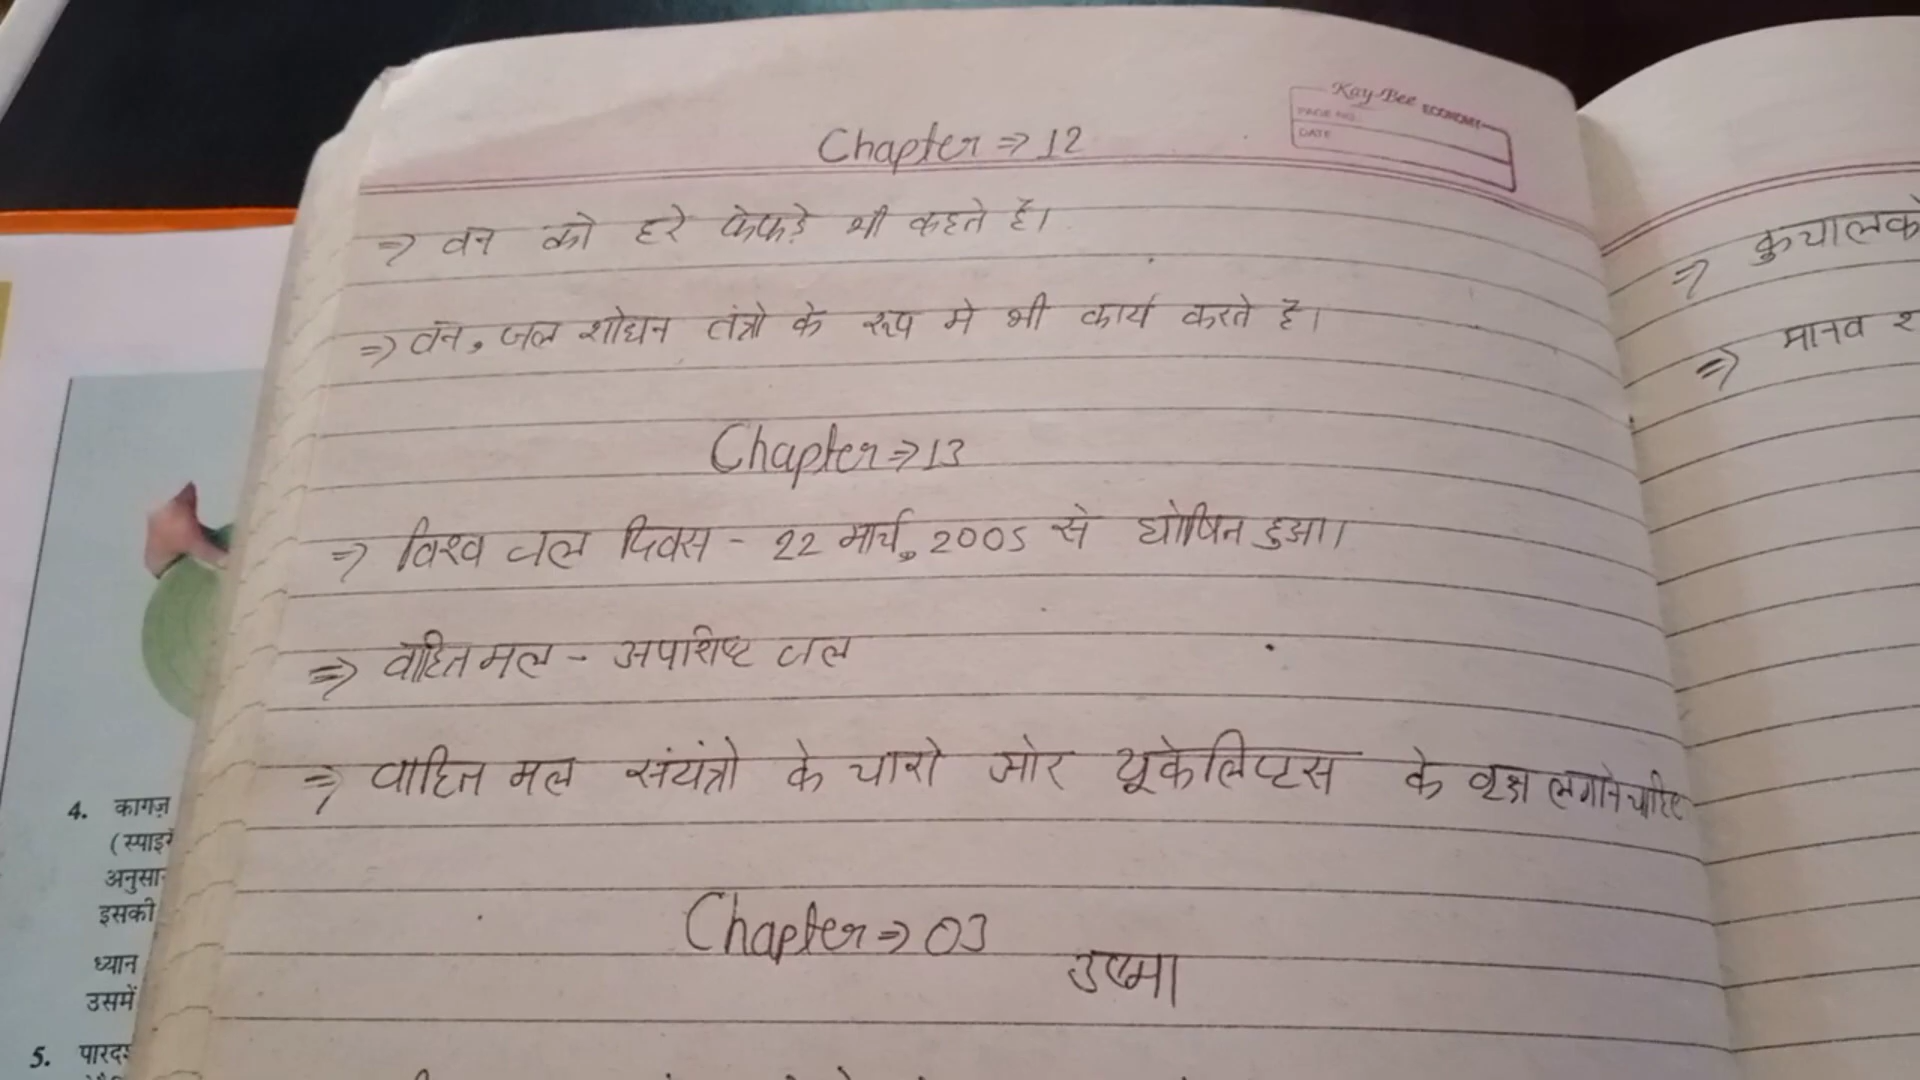 Kay-Bee ECONOMY
PAGE NO.
DATE
Chapter ⇒ 12
⇒ वन को हरे फेफड़े भी कहते है।
⇒ वन, जल शोधन तंत्रो के रूप मे भी कार्य करते है।
Chapter ⇒ 13
⇒ विश्व जल दिवस - 22 मार्च, 2005 से घोषित हुआ।
⇒ वाहित मल - अपशिष्ट जल
⇒ वाहित मल संयंत्रो के चारो ओर यूकेलिप्टस के वृक्ष लगाने चाहिए
Chapter ⇒ 03
उष्मा
⇒ कुचालको
⇒ मानव
4. कागज़
अनुसार
इसकी
ध्यान
उसमें
5.